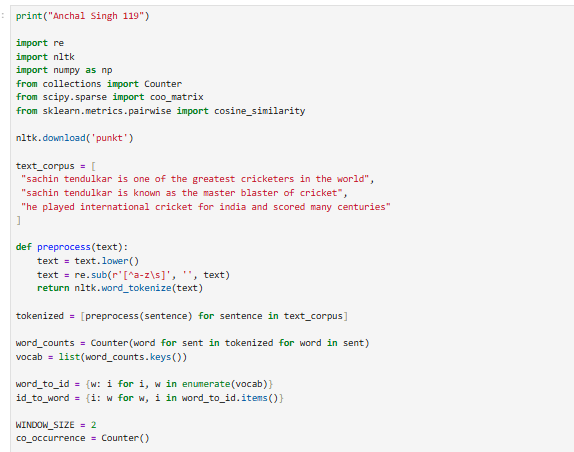 print("Anchal Singh 119")
import re
import nltk
import numpy as np
from collections import Counter
from scipy.sparse import coo_matrix
from sklearn.metrics.pairwise import cosine_similarity
nltk.download('punkt')
text_corpus = [
 "sachin tendulkar is one of the greatest cricketers in the world",
 "sachin tendulkar is known as the master blaster of cricket",
 "he played international cricket for india and scored many centuries"
]
def preprocess(text):
    text = text.lower()
    text = re.sub(r'[^a-z\s]', '', text)
    return nltk.word_tokenize(text)
tokenized = [preprocess(sentence) for sentence in text_corpus]
word_counts = Counter(word for sent in tokenized for word in sent)
vocab = list(word_counts.keys())
word_to_id = {w: i for i, w in enumerate(vocab)}
id_to_word = {i: w for w, i in word_to_id.items()}
WINDOW_SIZE = 2
co_occurrence = Counter()